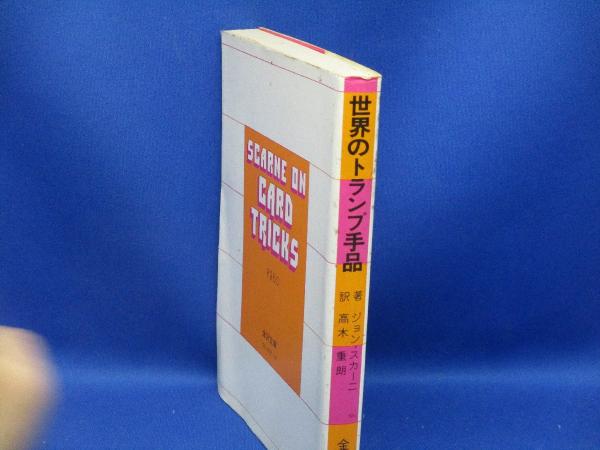 世界のトランプ手品
著 ジョン・スカーニ
訳 高木 重朗
金
SCARNE ON
CARD
TRICKS
¥980